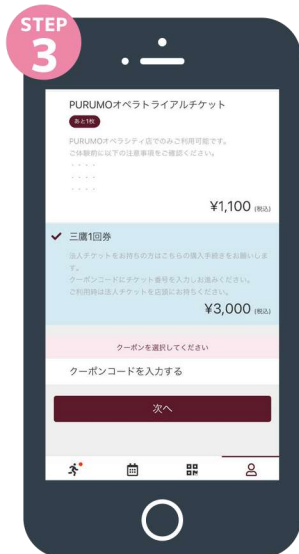 STEP
3
PURUMOオペラトライアルチケット
あと1枚
PURUMOオペラシティ店でのみご利用可能です。
ご体験前に以下の注意事項をご確認ください。
・・・・
・・・・
¥1,100 (税込)
三鷹1回券
法人チケットをお持ちの方はこちらの購入手続きをお願いしま
す。
クーポンコードにチケット番号を入力しお進みください。
ご利用時は法人チケットを店頭にお持ちください。
¥3,000 (税込)
クーポンを選択してください
クーポンコードを入力する
次へ